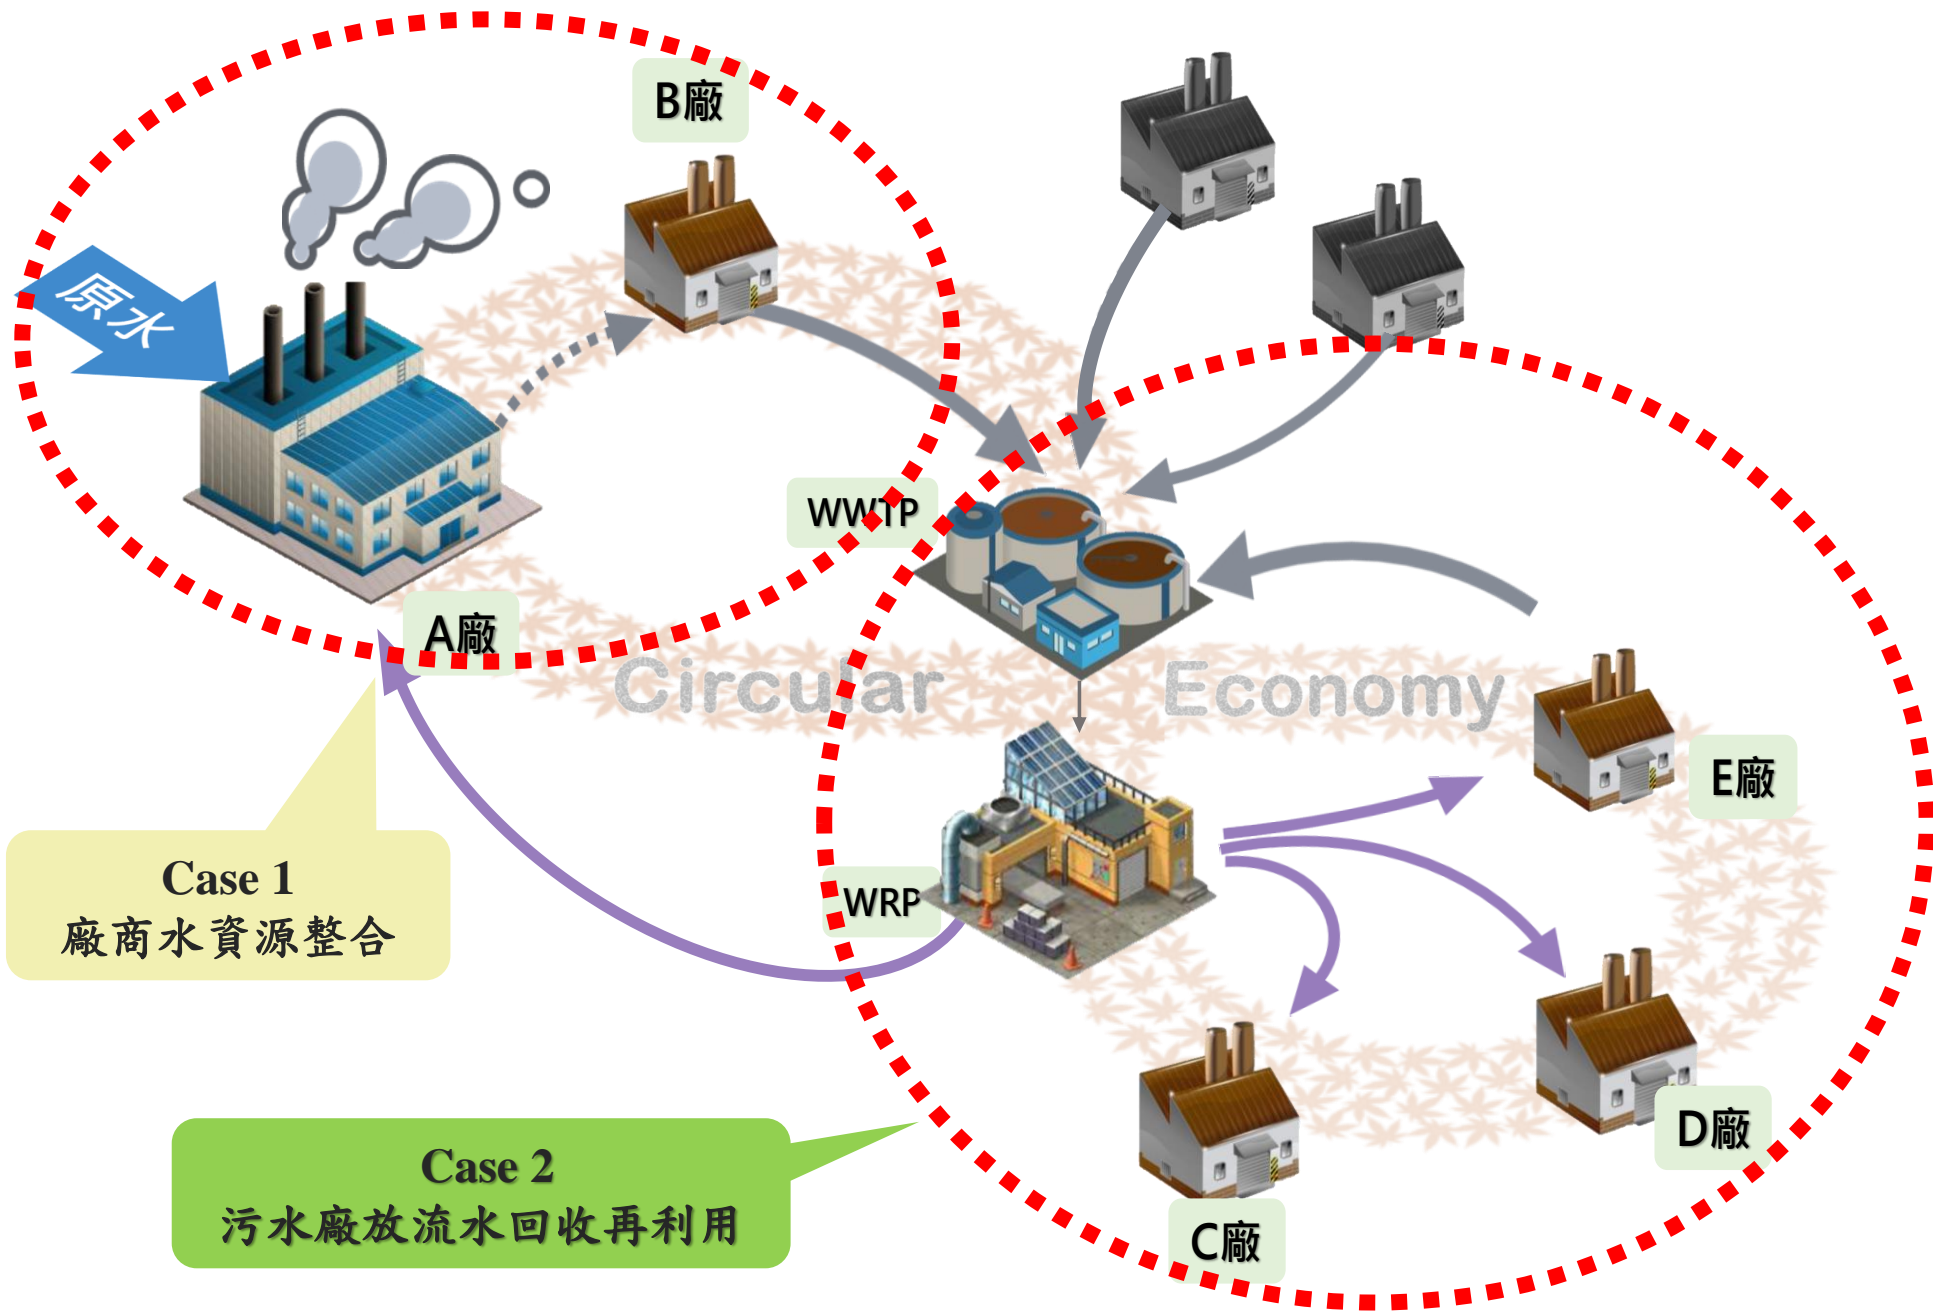 B廠
原水
WWTP
A廠
Circular Economy
E廠
Case 1
廠商水資源整合
WRP
D廠
Case 2
污水廠放流水回收再利用
C廠